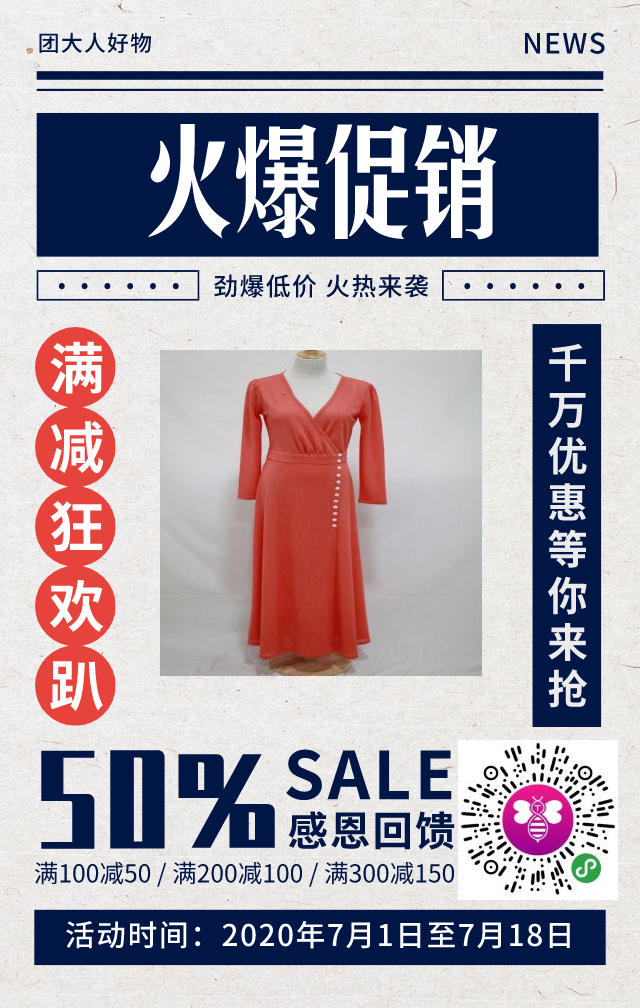 团大人好物
NEWS
火爆促销
劲爆低价 火热来袭
满减狂欢趴
千万优惠等你来抢
50%
SALE
感恩回馈
满100减50 / 满200减100 / 满300减150
活动时间：2020年7月1日至7月18日